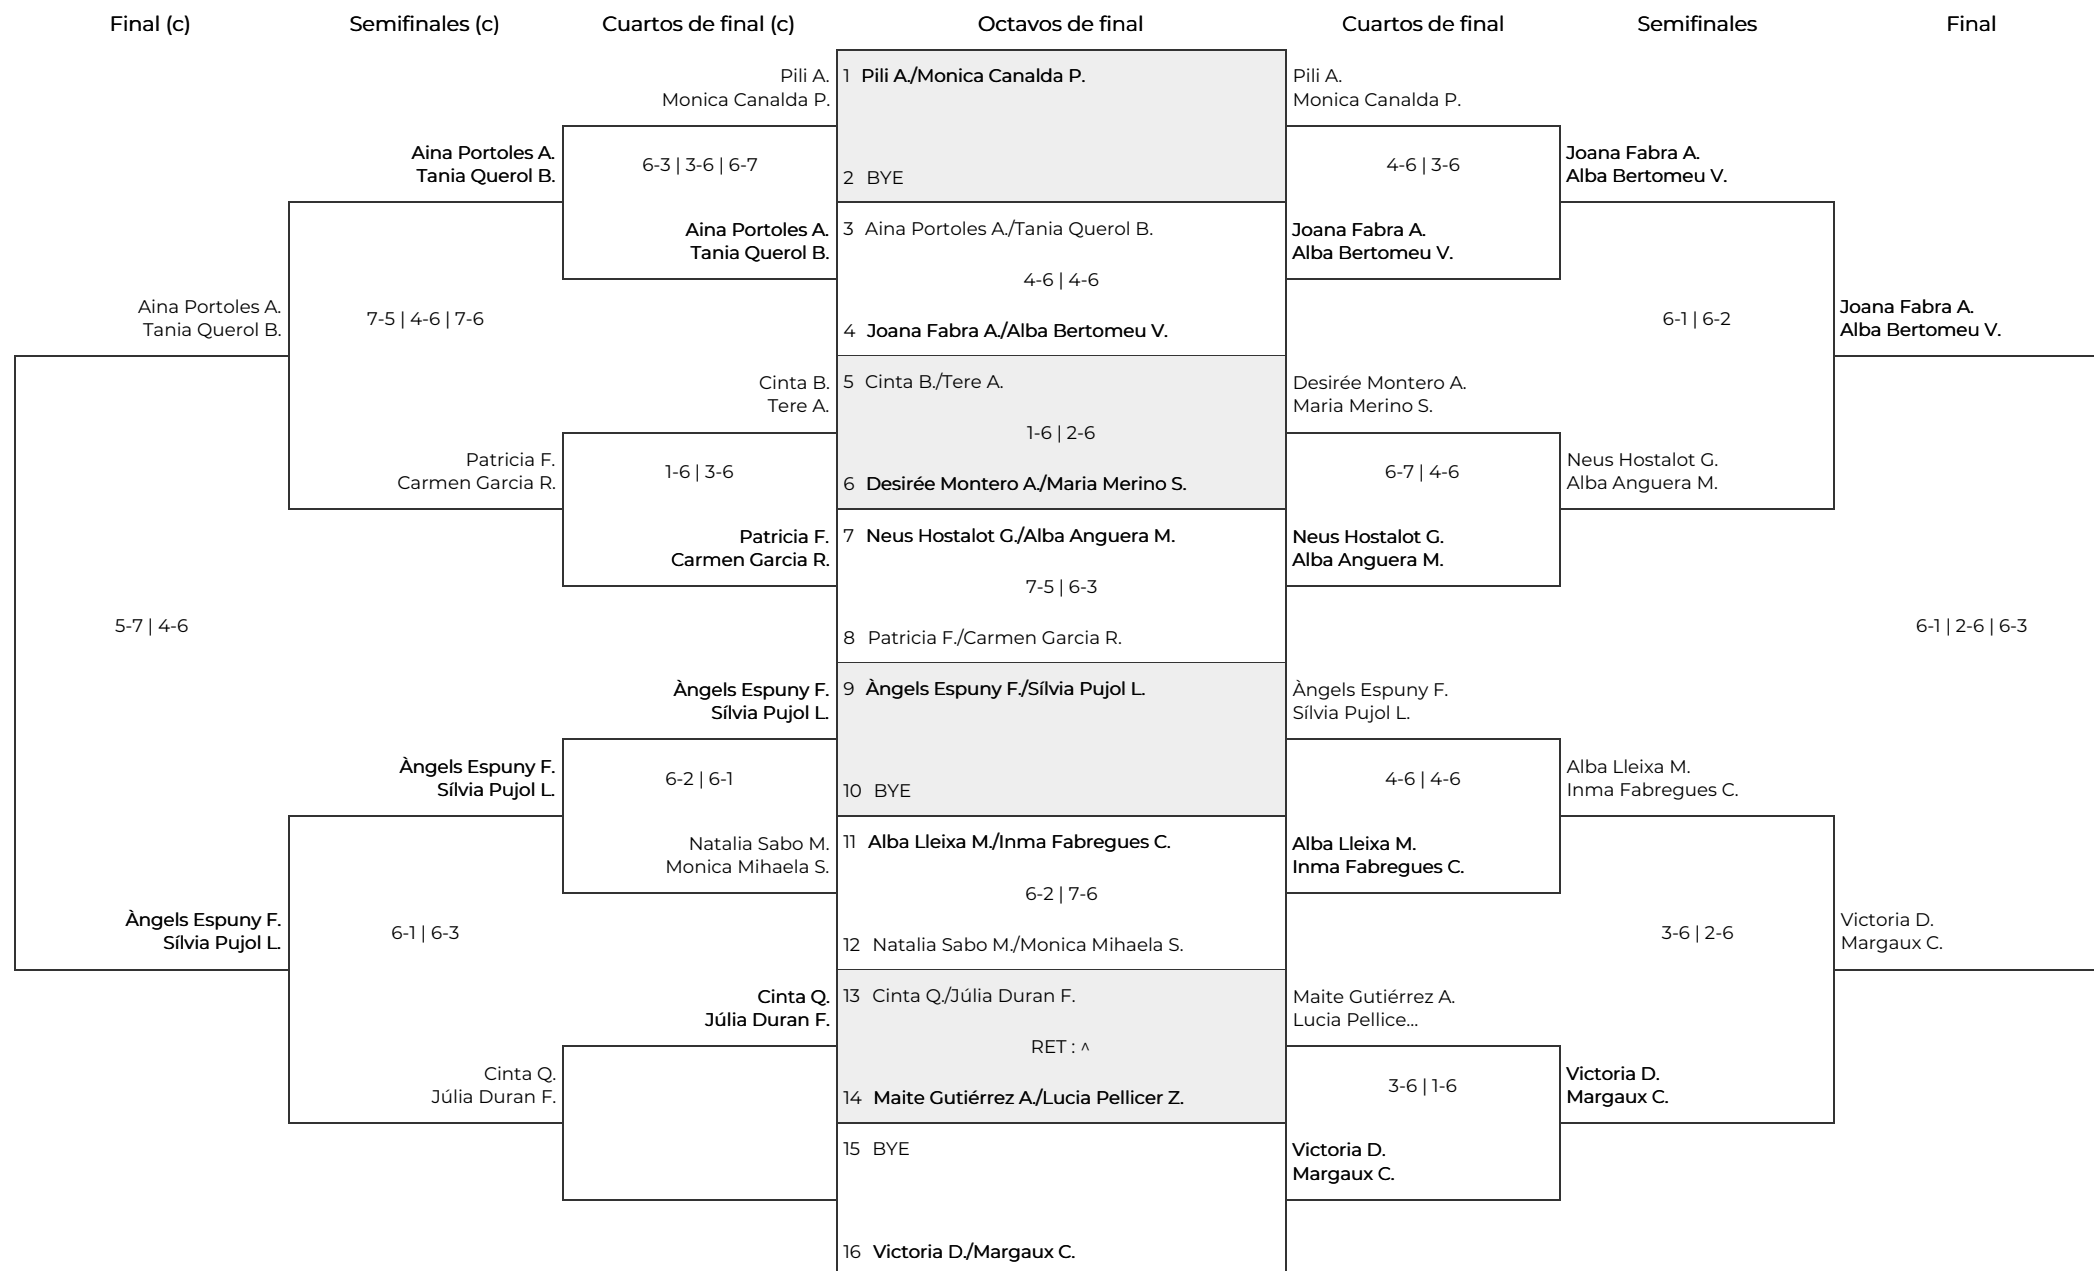 Final (c)
Semifinales (c)
Cuartos de final (c)
Octavos de final
Cuartos de final
Semifinales
Final
Aina Portoles A.
Tania Querol B.
5-7 | 4-6
Àngels Espuny F.
Sílvia Pujol L.
Aina Portoles A.
Tania Querol B.
7-5 | 4-6 | 7-6
Patricia F.
Carmen Garcia R.
Àngels Espuny F.
Sílvia Pujol L.
6-1 | 6-3
Cinta Q.
Júlia Duran F.
Pili A.
Monica Canalda P.
6-3 | 3-6 | 6-7
Aina Portoles A.
Tania Querol B.
Cinta B.
Tere A.
1-6 | 3-6
Patricia F.
Carmen Garcia R.
Àngels Espuny F.
Sílvia Pujol L.
6-2 | 6-1
Natalia Sabo M.
Monica Mihaela S.
Cinta Q.
Júlia Duran F.
1 Pili A./Monica Canalda P.
2 BYE
3 Aina Portoles A./Tania Querol B.
4-6 | 4-6
4 Joana Fabra A./Alba Bertomeu V.
5 Cinta B./Tere A.
1-6 | 2-6
6 Desirée Montero A./Maria Merino S.
7 Neus Hostalot G./Alba Anguera M.
7-5 | 6-3
8 Patricia F./Carmen Garcia R.
9 Àngels Espuny F./Sílvia Pujol L.
10 BYE
11 Alba Lleixa M./Inma Fabregues C.
6-2 | 7-6
12 Natalia Sabo M./Monica Mihaela S.
13 Cinta Q./Júlia Duran F.
RET : ^
14 Maite Gutiérrez A./Lucia Pellicer Z.
15 BYE
16 Victoria D./Margaux C.
Pili A.
Monica Canalda P.
4-6 | 3-6
Joana Fabra A.
Alba Bertomeu V.
Desirée Montero A.
Maria Merino S.
6-7 | 4-6
Neus Hostalot G.
Alba Anguera M.
Àngels Espuny F.
Sílvia Pujol L.
4-6 | 4-6
Alba Lleixa M.
Inma Fabregues C.
Maite Gutiérrez A.
Lucia Pellice...
3-6 | 1-6
Victoria D.
Margaux C.
Joana Fabra A.
Alba Bertomeu V.
6-1 | 6-2
Neus Hostalot G.
Alba Anguera M.
Alba Lleixa M.
Inma Fabregues C.
3-6 | 2-6
Victoria D.
Margaux C.
Joana Fabra A.
Alba Bertomeu V.
6-1 | 2-6 | 6-3
Victoria D.
Margaux C.